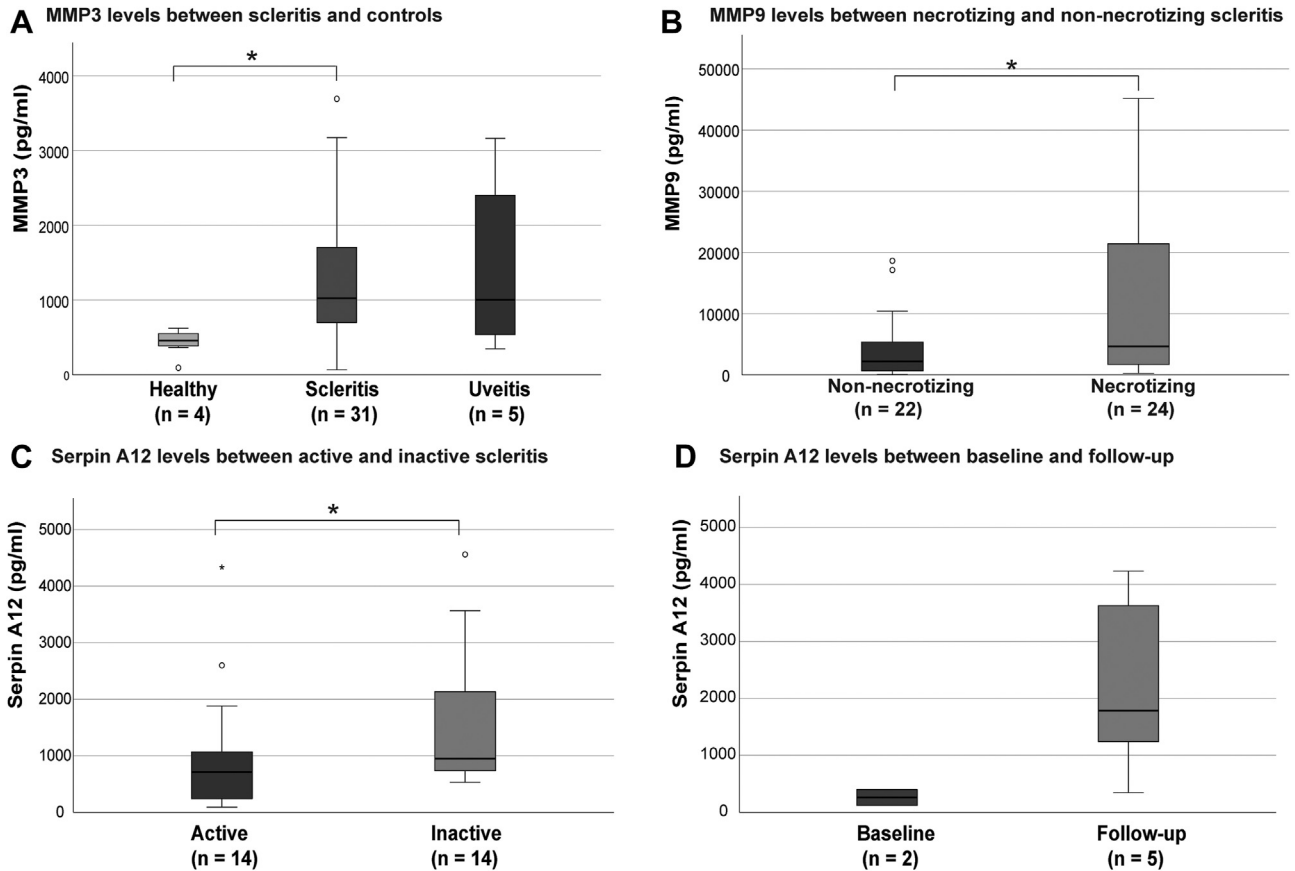 A MMP3 levels between scleritis and controls
*
MMP3 (pg/ml)
4000
3000
2000
1000
0
Healthy
(n = 4)
Scleritis
(n = 31)
Uveitis
(n = 5)
B MMP9 levels between necrotizing and non-necrotizing scleritis
*
MMP9 (pg/ml)
50000
40000
30000
20000
10000
0
Non-necrotizing
(n = 22)
Necrotizing
(n = 24)
C Serpin A12 levels between active and inactive scleritis
*
Serpin A12 (pg/ml)
5000
4000
3000
2000
1000
0
*
Active
(n = 14)
Inactive
(n = 14)
D Serpin A12 levels between baseline and follow-up
Serpin A12 (pg/ml)
5000
4000
3000
2000
1000
0
Baseline
(n = 2)
Follow-up
(n = 5)